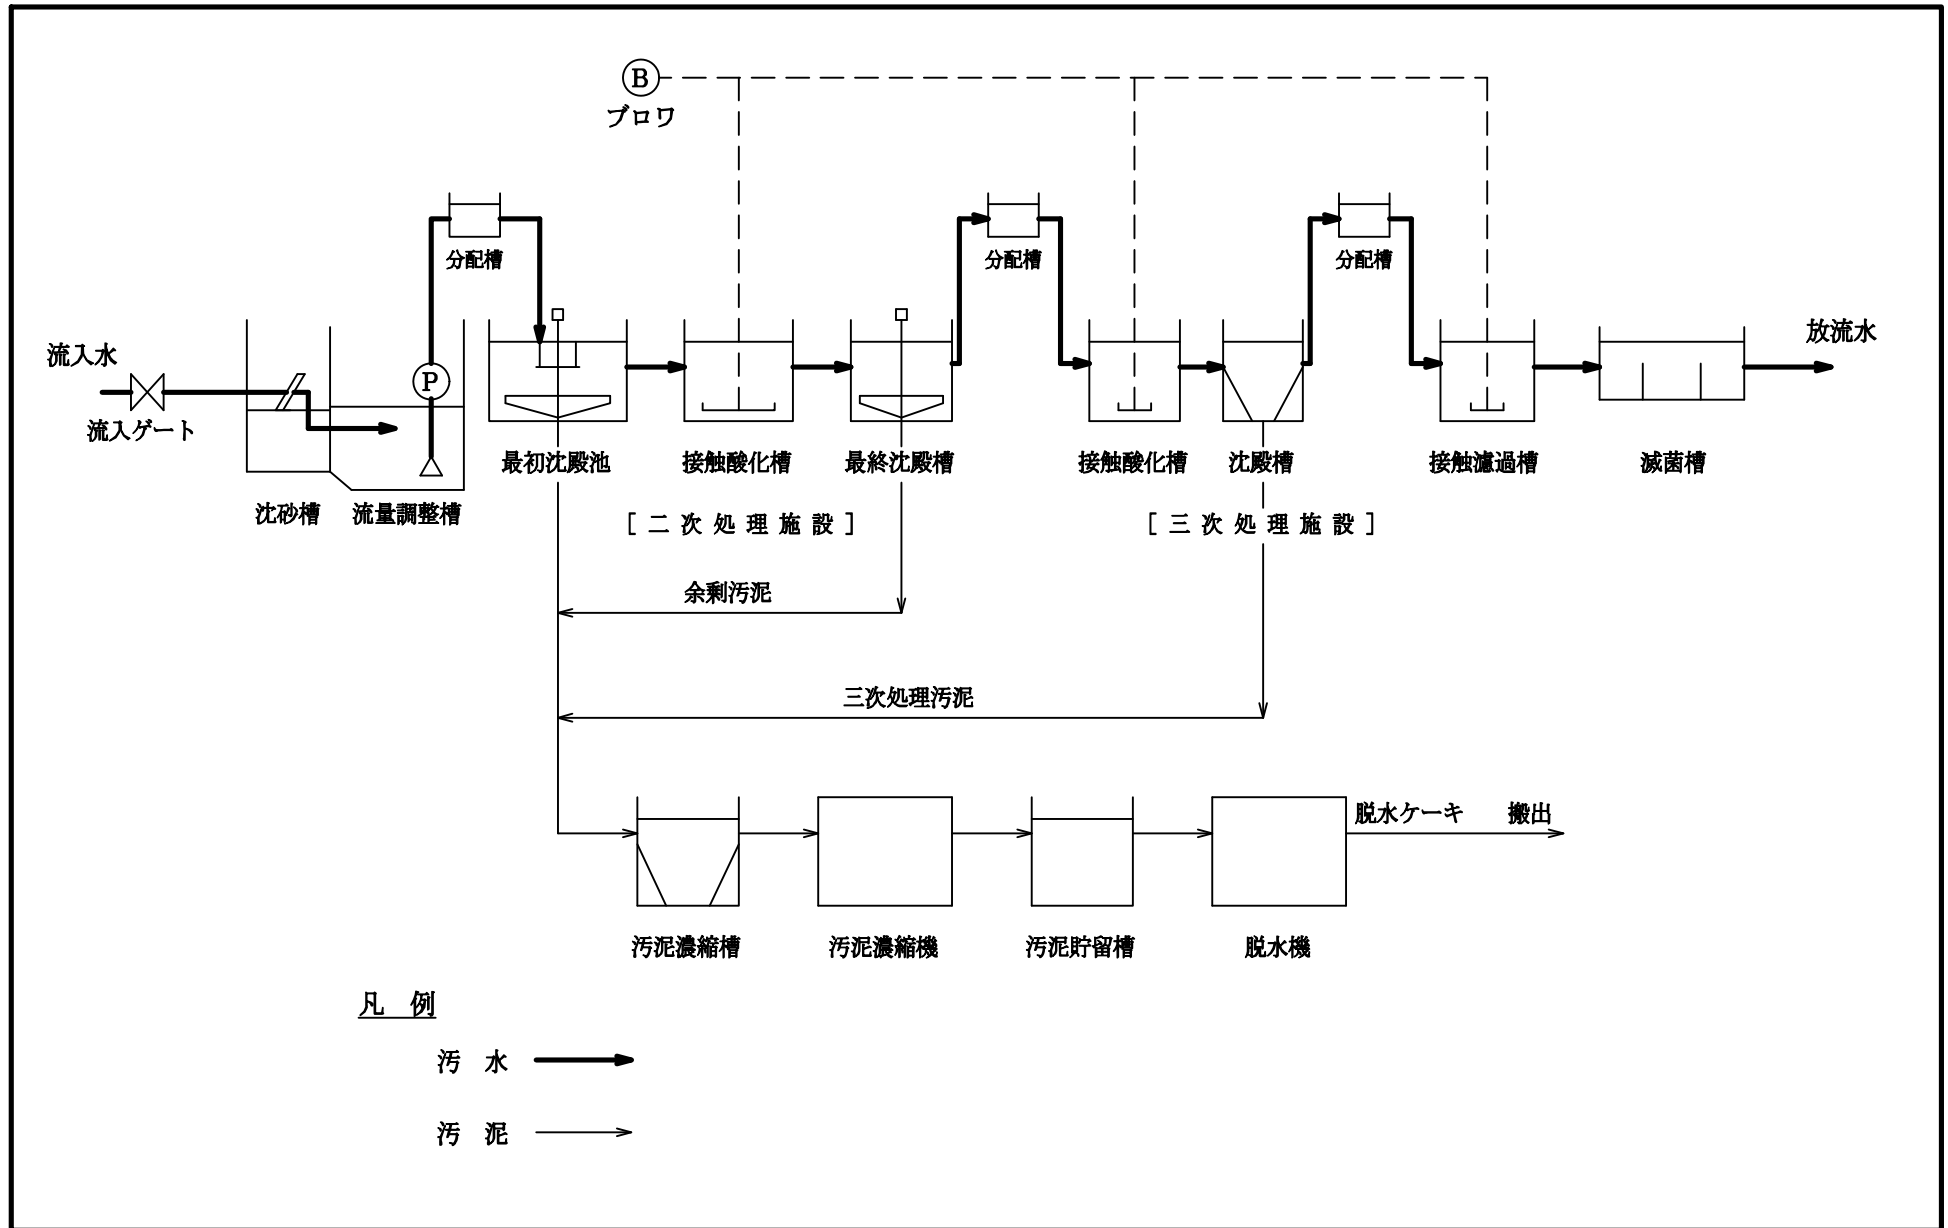 B
ブロワ
分配槽
分配槽
分配槽
流入水
放流水
P
流入ゲート
最初沈殿池
接触酸化槽
最終沈殿槽
接触酸化槽
沈殿槽
接触濾過槽
滅菌槽
沈砂槽
流量調整槽
[ 二 次 処 理 施 設 ]
[ 三 次 処 理 施 設 ]
余剰汚泥
三次処理汚泥
脱水ケーキ 搬出
汚泥濃縮槽
汚泥濃縮機
汚泥貯留槽
脱水機
凡 例
汚 水
汚 泥